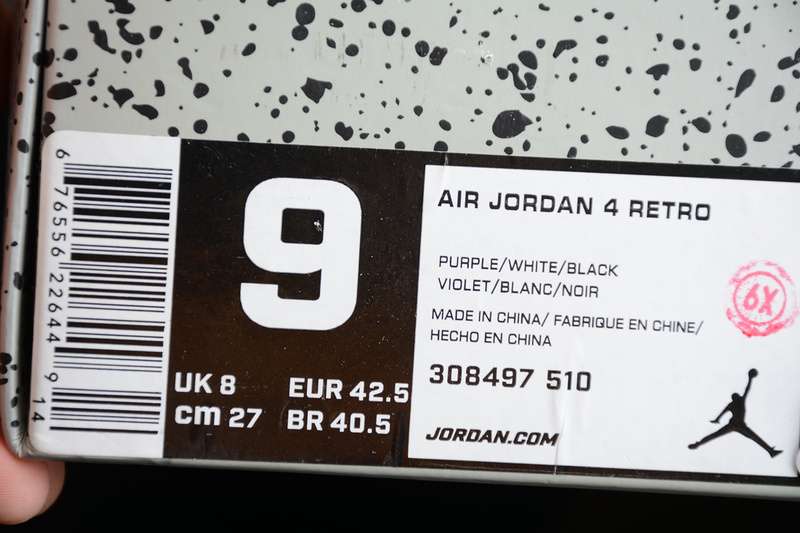 6 76556 22644 9 14
9
UK 8 EUR 42.5
cm 27 BR 40.5
AIR JORDAN 4 RETRO
PURPLE/WHITE/BLACK
VIOLET/BLANC/NOIR
MADE IN CHINA/ FABRIQUE EN CHINE/
HECHO EN CHINA
308497 510
JORDAN.COM
6X